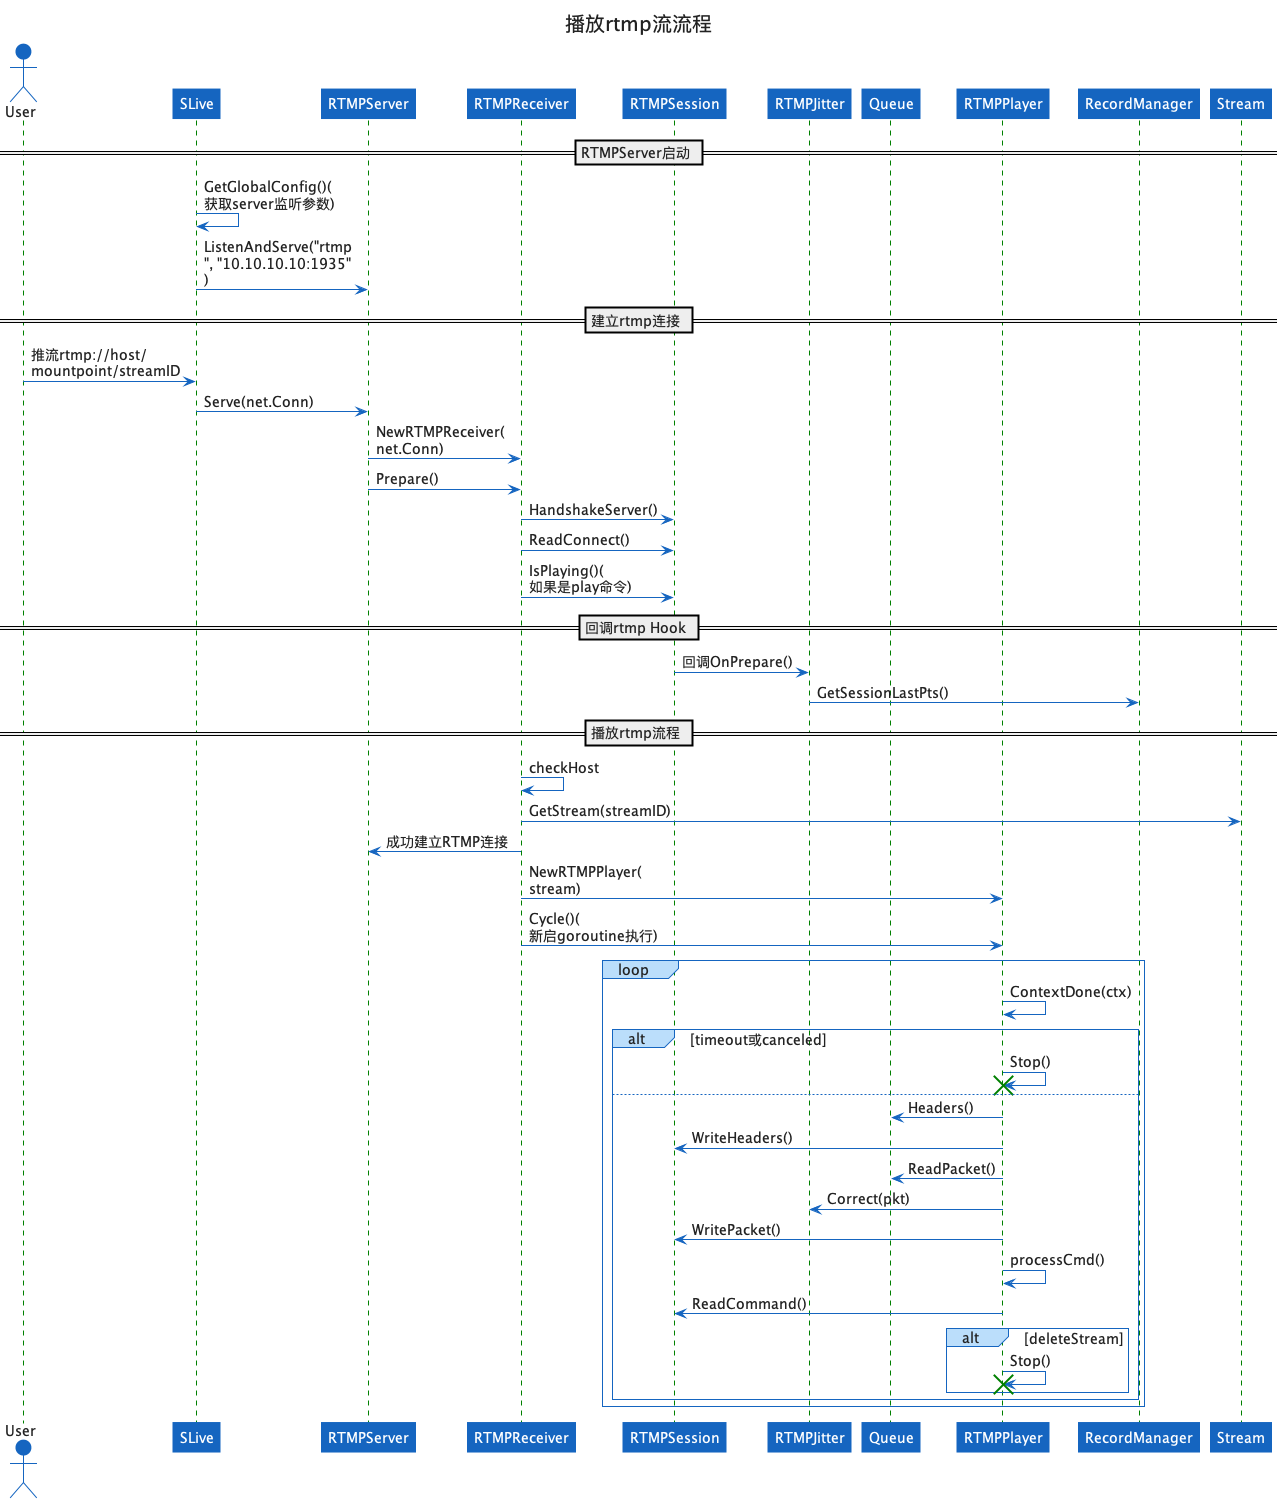 播放rtmp流流程
User
SLive
RTMPServer
RTMPReceiver
RTMPSession
RTMPJitter
Queue
RTMPPlayer
RecordManager
Stream
RTMPServer启动
GetGlobalConfig()(
获取server监听参数)
ListenAndServe("rtmp
", "10.10.10.10:1935"
)
建立rtmp连接
推流rtmp://host/
mountpoint/streamID
Serve(net.Conn)
NewRTMPReceiver(
net.Conn)
Prepare()
HandshakeServer()
ReadConnect()
IsPlaying()(
如果是play命令)
回调rtmp Hook
回调OnPrepare()
GetSessionLastPts()
播放rtmp流程
checkHost
GetStream(streamID)
成功建立RTMP连接
NewRTMPPlayer(
stream)
Cycle()(
新启goroutine执行)
loop
ContextDone(ctx)
alt
[timeout或canceled]
Stop()
Headers()
WriteHeaders()
ReadPacket()
Correct(pkt)
WritePacket()
processCmd()
ReadCommand()
alt
[deleteStream]
Stop()
User
SLive
RTMPServer
RTMPReceiver
RTMPSession
RTMPJitter
Queue
RTMPPlayer
RecordManager
Stream